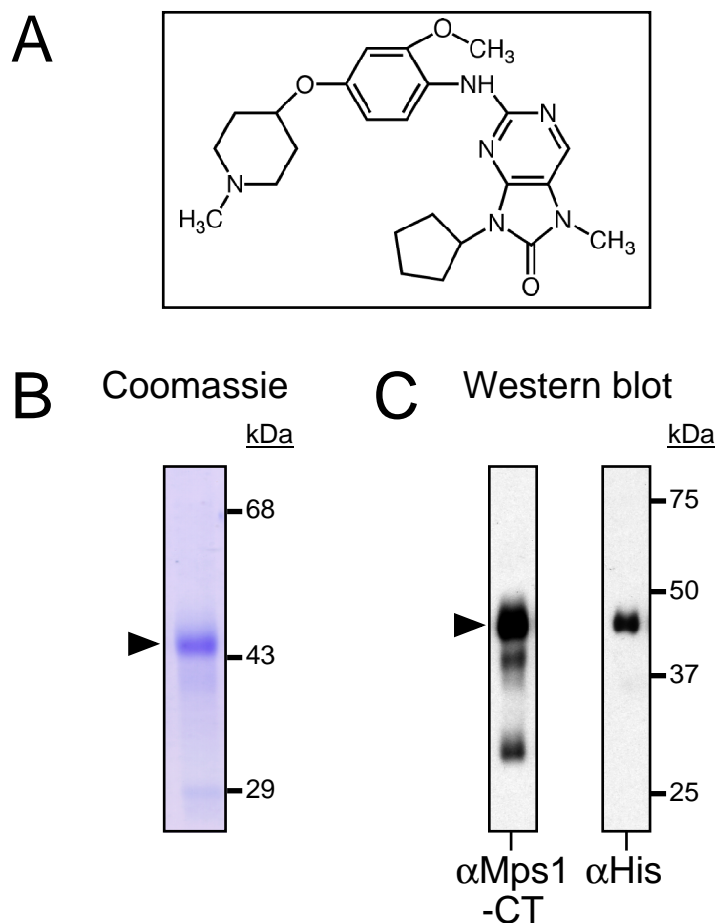 A
O
CH3
O
NH
N
N
N
H3C
N
N
CH3
O
B
Coomassie
kDa
68
43
29
C
Western blot
kDa
75
50
37
25
αMps1
-CT
αHis